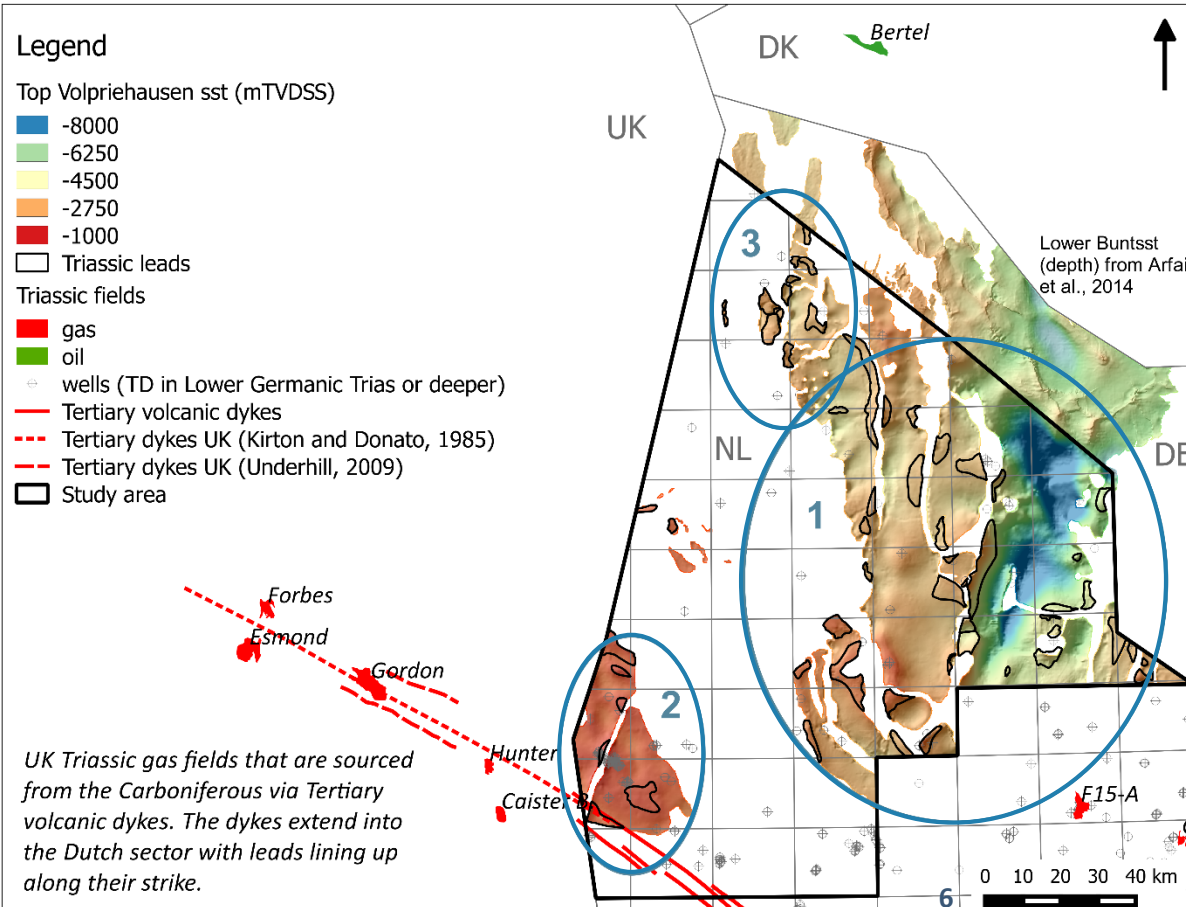 Legend
Top Volpriehausen sst (mTVDSS)
-8000
-6250
-4500
-2750
-1000
Triassic leads
Triassic fields
gas
oil
wells (TD in Lower Germanic Trias or deeper)
Tertiary volcanic dykes
Tertiary dykes UK (Kirton and Donato, 1985)
Tertiary dykes UK (Underhill, 2009)
Study area
Bertel
DK
UK
3
Lower Buntsst
(depth) from Arfai
et al., 2014
NL
DE
1
Forbes
Esmond
Gordon
2
Hunter
Caister B
F15-A
UK Triassic gas fields that are sourced
from the Carboniferous via Tertiary
volcanic dykes. The dykes extend into
the Dutch sector with leads lining up
along their strike.
0 10 20 30 40 km
6